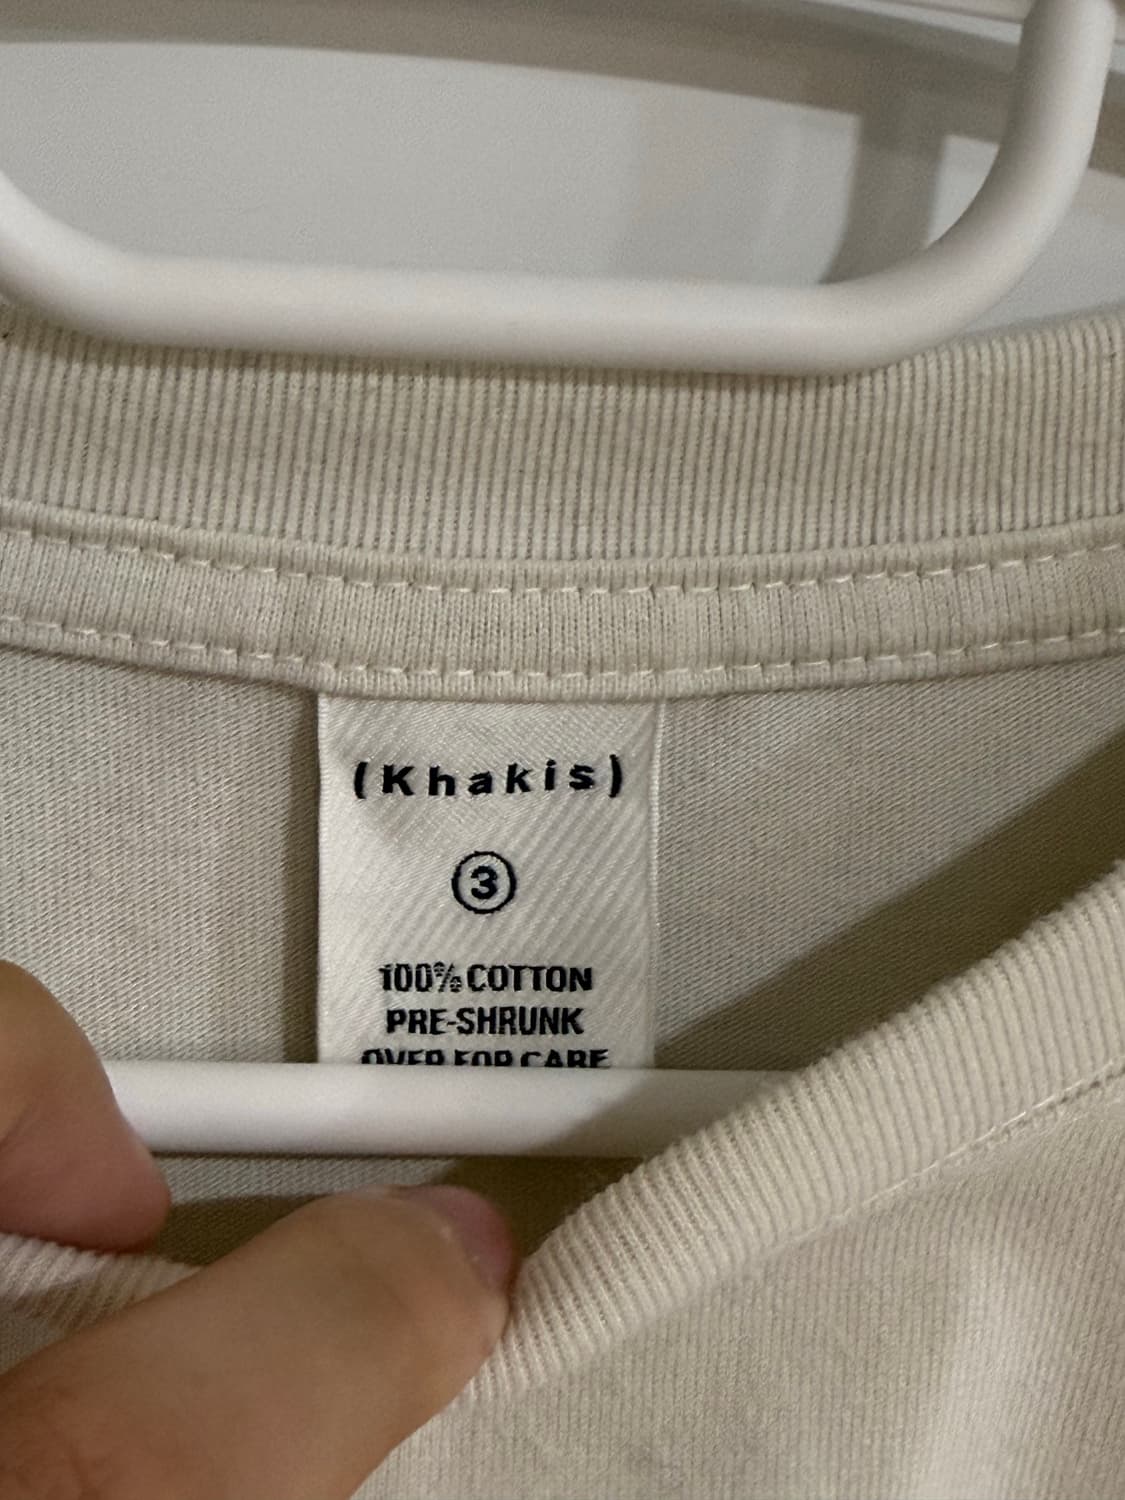 (Khakis)
3
100% COTTON
PRE-SHRUNK
OVER FOR CARE